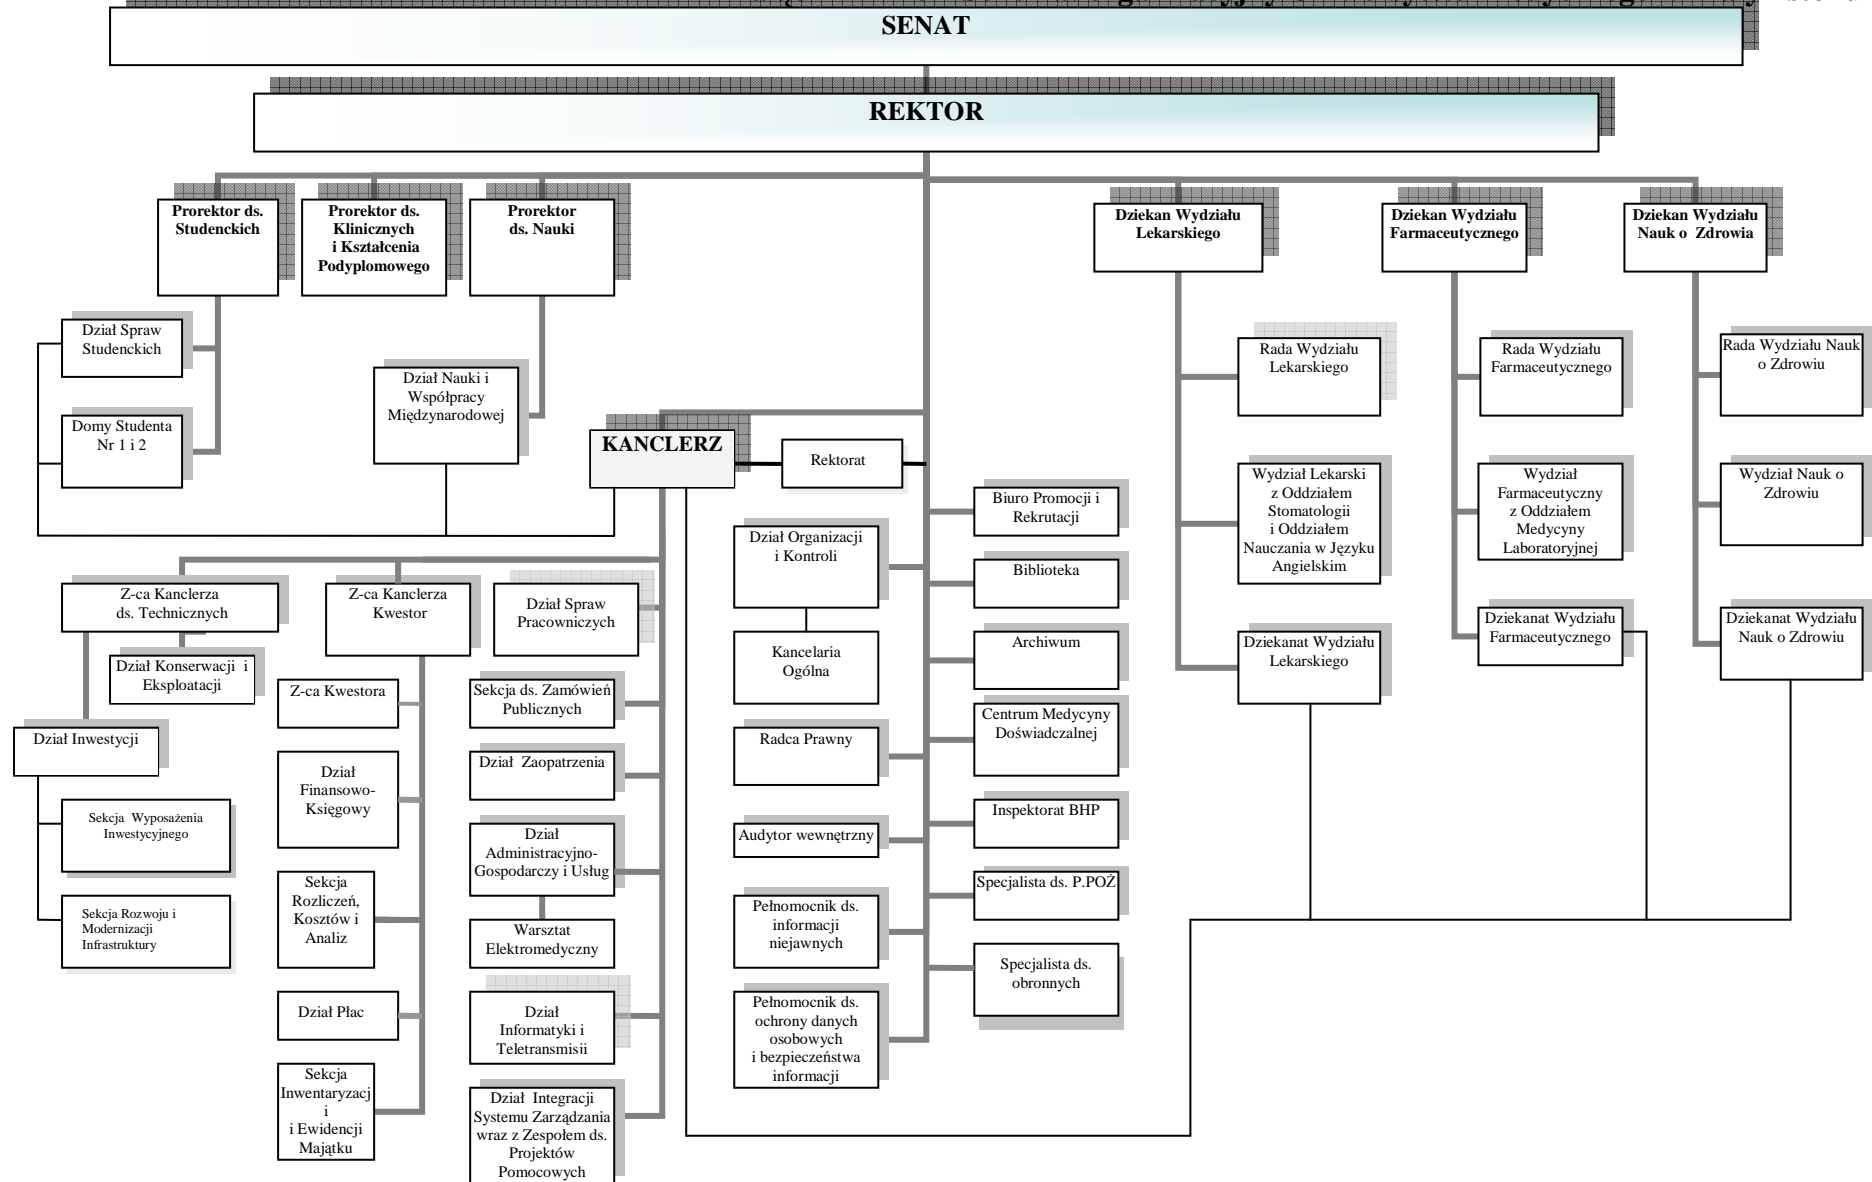 SENAT
REKTOR
Prorektor ds.
Studenckich
Prorektor ds.
Klinicznych
i Kształcenia
Podyplomowego
Prorektor
ds. Nauki
Dziekan Wydziału
Lekarskiego
Dziekan Wydziału
Farmaceutycznego
Dziekan Wydziału
Nauk o Zdrowia
Dział Spraw
Studenckich
Domy Studenta
Nr 1 i 2
Dział Nauki i
Współpracy
Międzynarodowej
KANCLERZ
Rektorat
Rada Wydziału
Lekarskiego
Rada Wydziału
Farmaceutycznego
Rada Wydziału Nauk
o Zdrowiu
Wydział Lekarski
z Oddziałem
Stomatologii
i Oddziałem
Nauczania w Języku
Angielskim
Wydział
Farmaceutyczny
z Oddziałem
Medycyny
Laboratoryjnej
Wydział Nauk o
Zdrowiu
Dziekanat Wydziału
Lekarskiego
Dziekanat Wydziału
Farmaceutycznego
Dziekanat Wydziału
Nauk o Zdrowiu
Z-ca Kanclerza
ds. Technicznych
Dział Konserwacji i
Eksploatacji
Dział Inwestycji
Sekcja Wyposażenia
Inwestycyjnego
Sekcja Rozwoju i
Modernizacji
Infrastruktury
Z-ca Kanclerza
Kwestor
Z-ca Kwestora
Dział
Finansowo-
Księgowy
Sekcja
Rozliczeń,
Kosztów i
Analiz
Dział Płac
Sekcja
Inwentaryzacj
i
i Ewidencji
Majątku
Dział Spraw
Pracowniczych
Sekcja ds. Zamówień
Publicznych
Dział Zaopatrzenia
Dział
Administracyjno-
Gospodarczy i Usług
Warsztat
Elektromedyczny
Dział
Informatyki i
Teletransmisii
Dział Integracji
Systemu Zarządzania
wraz z Zespołem ds.
Projektów
Pomocowych
Dział Organizacji
i Kontroli
Kancelaria
Ogólna
Radca Prawny
Audytor wewnętrzny
Pełnomocnik ds.
informacji
niejawnych
Pełnomocnik ds.
ochrony danych
osobowych
i bezpieczeństwa
informacji
Biuro Promocji i
Rekrutacji
Biblioteka
Archiwum
Centrum Medycyny
Doświadczalnej
Inspektorat BHP
Specjalista ds. P.POŻ
Specjalista ds.
obronnych